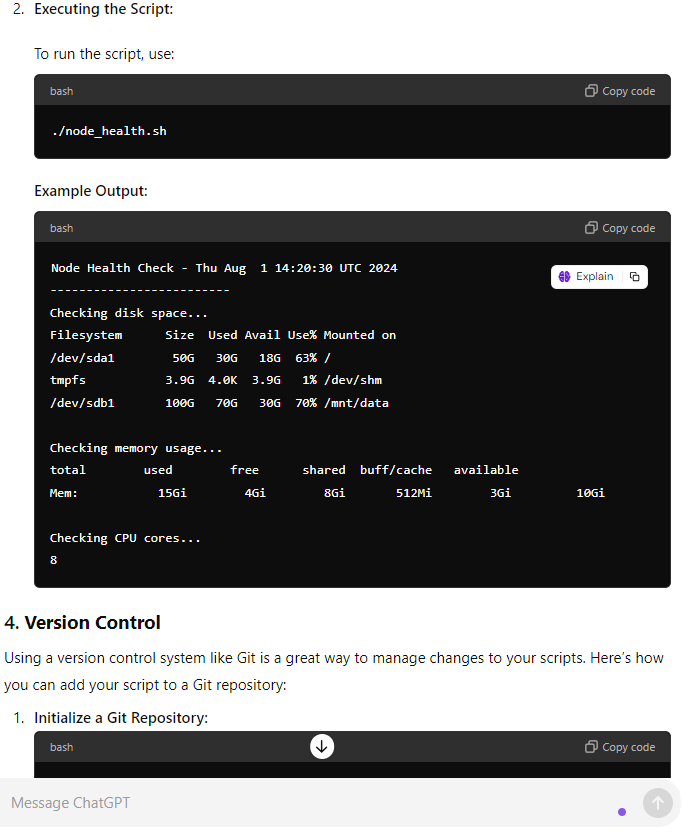 2. Executing the Script:
To run the script, use:
bash
Copy code
./node_health.sh
Example Output:
bash
Copy code
Node Health Check - Thu Aug  1 14:20:30 UTC 2024
Explain
-------------------------
Checking disk space...
Filesystem      Size  Used Avail Use% Mounted on
/dev/sda1        50G   30G   18G  63% /
tmpfs           3.9G  4.0K  3.9G   1% /dev/shm
/dev/sdb1       100G   70G   30G  70% /mnt/data
Checking memory usage...
total        used        free      shared  buff/cache   available
Mem:           15Gi        4Gi        8Gi       512Mi        3Gi         10Gi
Checking CPU cores...
8
4. Version Control
Using a version control system like Git is a great way to manage changes to your scripts. Here’s how
you can add your script to a Git repository:
1. Initialize a Git Repository:
bash
Copy code
Message ChatGPT